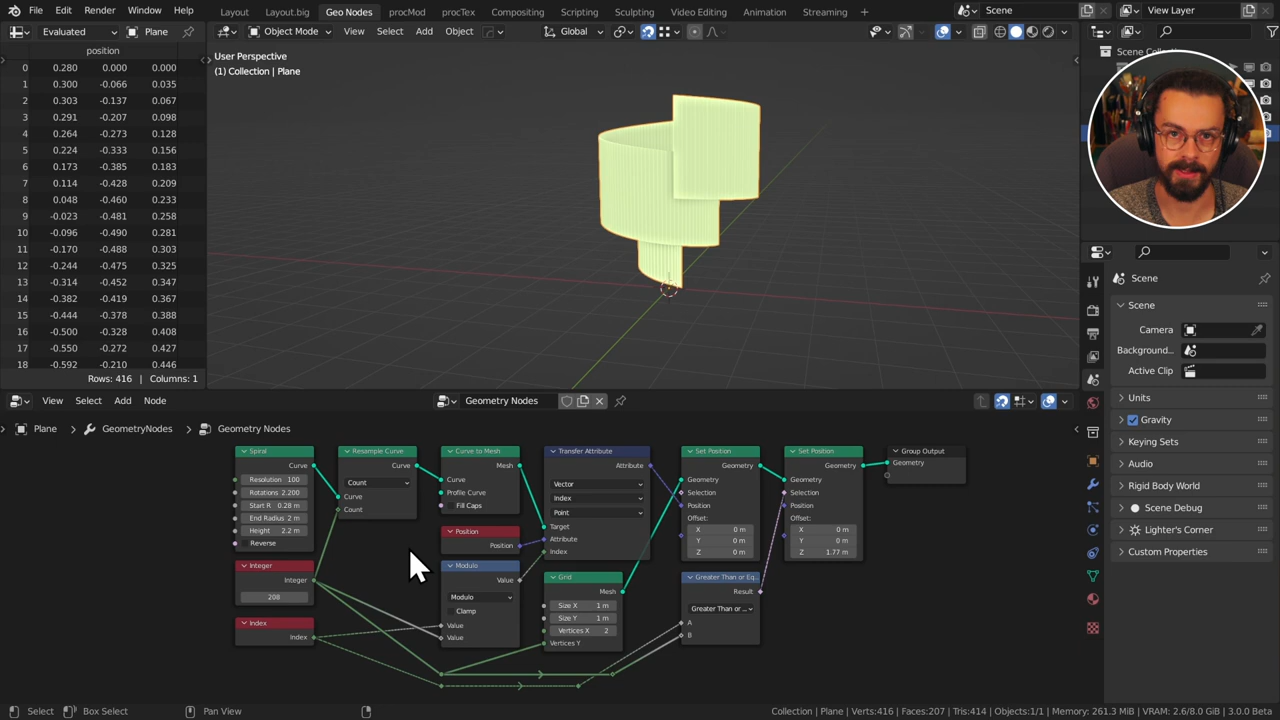 File Edit Render Window Help
Layout Layout.big Geo Nodes procMod procTex Compositing Scripting Sculpting Video Editing Animation Streaming
Scene
View Layer
Evaluated Plane
Object Mode View Select Add Object Global
position
0 0.280 0.000 0.000
1 0.300 -0.066 0.035
2 0.303 -0.137 0.067
3 0.291 -0.207 0.098
4 0.264 -0.273 0.128
5 0.224 -0.333 0.156
6 0.173 -0.385 0.183
7 0.114 -0.428 0.209
8 0.048 -0.460 0.233
9 -0.023 -0.481 0.258
10 -0.096 -0.490 0.281
11 -0.170 -0.488 0.303
12 -0.244 -0.475 0.325
13 -0.314 -0.452 0.347
14 -0.382 -0.419 0.367
15 -0.444 -0.378 0.388
16 -0.500 -0.328 0.408
17 -0.550 -0.272 0.427
18 -0.592 -0.210 0.446
Rows: 416 | Columns: 1
User Perspective
(1) Collection | Plane
Scene
Scene
Camera
Background...
Active Clip
Units
Gravity
Keying Sets
Audio
Rigid Body World
Scene Debug
Lighter's Corner
Custom Properties
View Select Add Node
Geometry Nodes
Plane > GeometryNodes > Geometry Nodes
Spiral
Curve
Resolution 100
Rotations 2.200
Start R 0.28 m
End Radius 2 m
Height 2.2 m
Reverse
Integer
Integer
208
Index
Index
Resample Curve
Curve
Count
Curve
Count
Curve to Mesh
Mesh
Curve
Profile Curve
Fill Caps
Position
Position
Modulo
Value
Modulo
Clamp
Value
Value
Transfer Attribute
Attribute
Vector
Index
Point
Target
Attribute
Index
Grid
Mesh
Size X 1 m
Size Y 1 m
Vertices X 2
Vertices Y
Set Position
Geometry
Geometry
Selection
Position
Offset:
X 0 m
Y 0 m
Z 0 m
Greater Than or Eq..
Result
Greater Than or ...
A
B
Set Position
Geometry
Geometry
Selection
Position
Offset:
X 0 m
Y 0 m
Z 1.77 m
Group Output
Geometry
Select Box Select Pan View
Collection | Plane | Verts:416 | Faces:207 | Tris:414 | Objects:1/1 | Memory: 261.3 MiB | VRAM: 2.6/8.0 GiB | 3.0.0 Beta